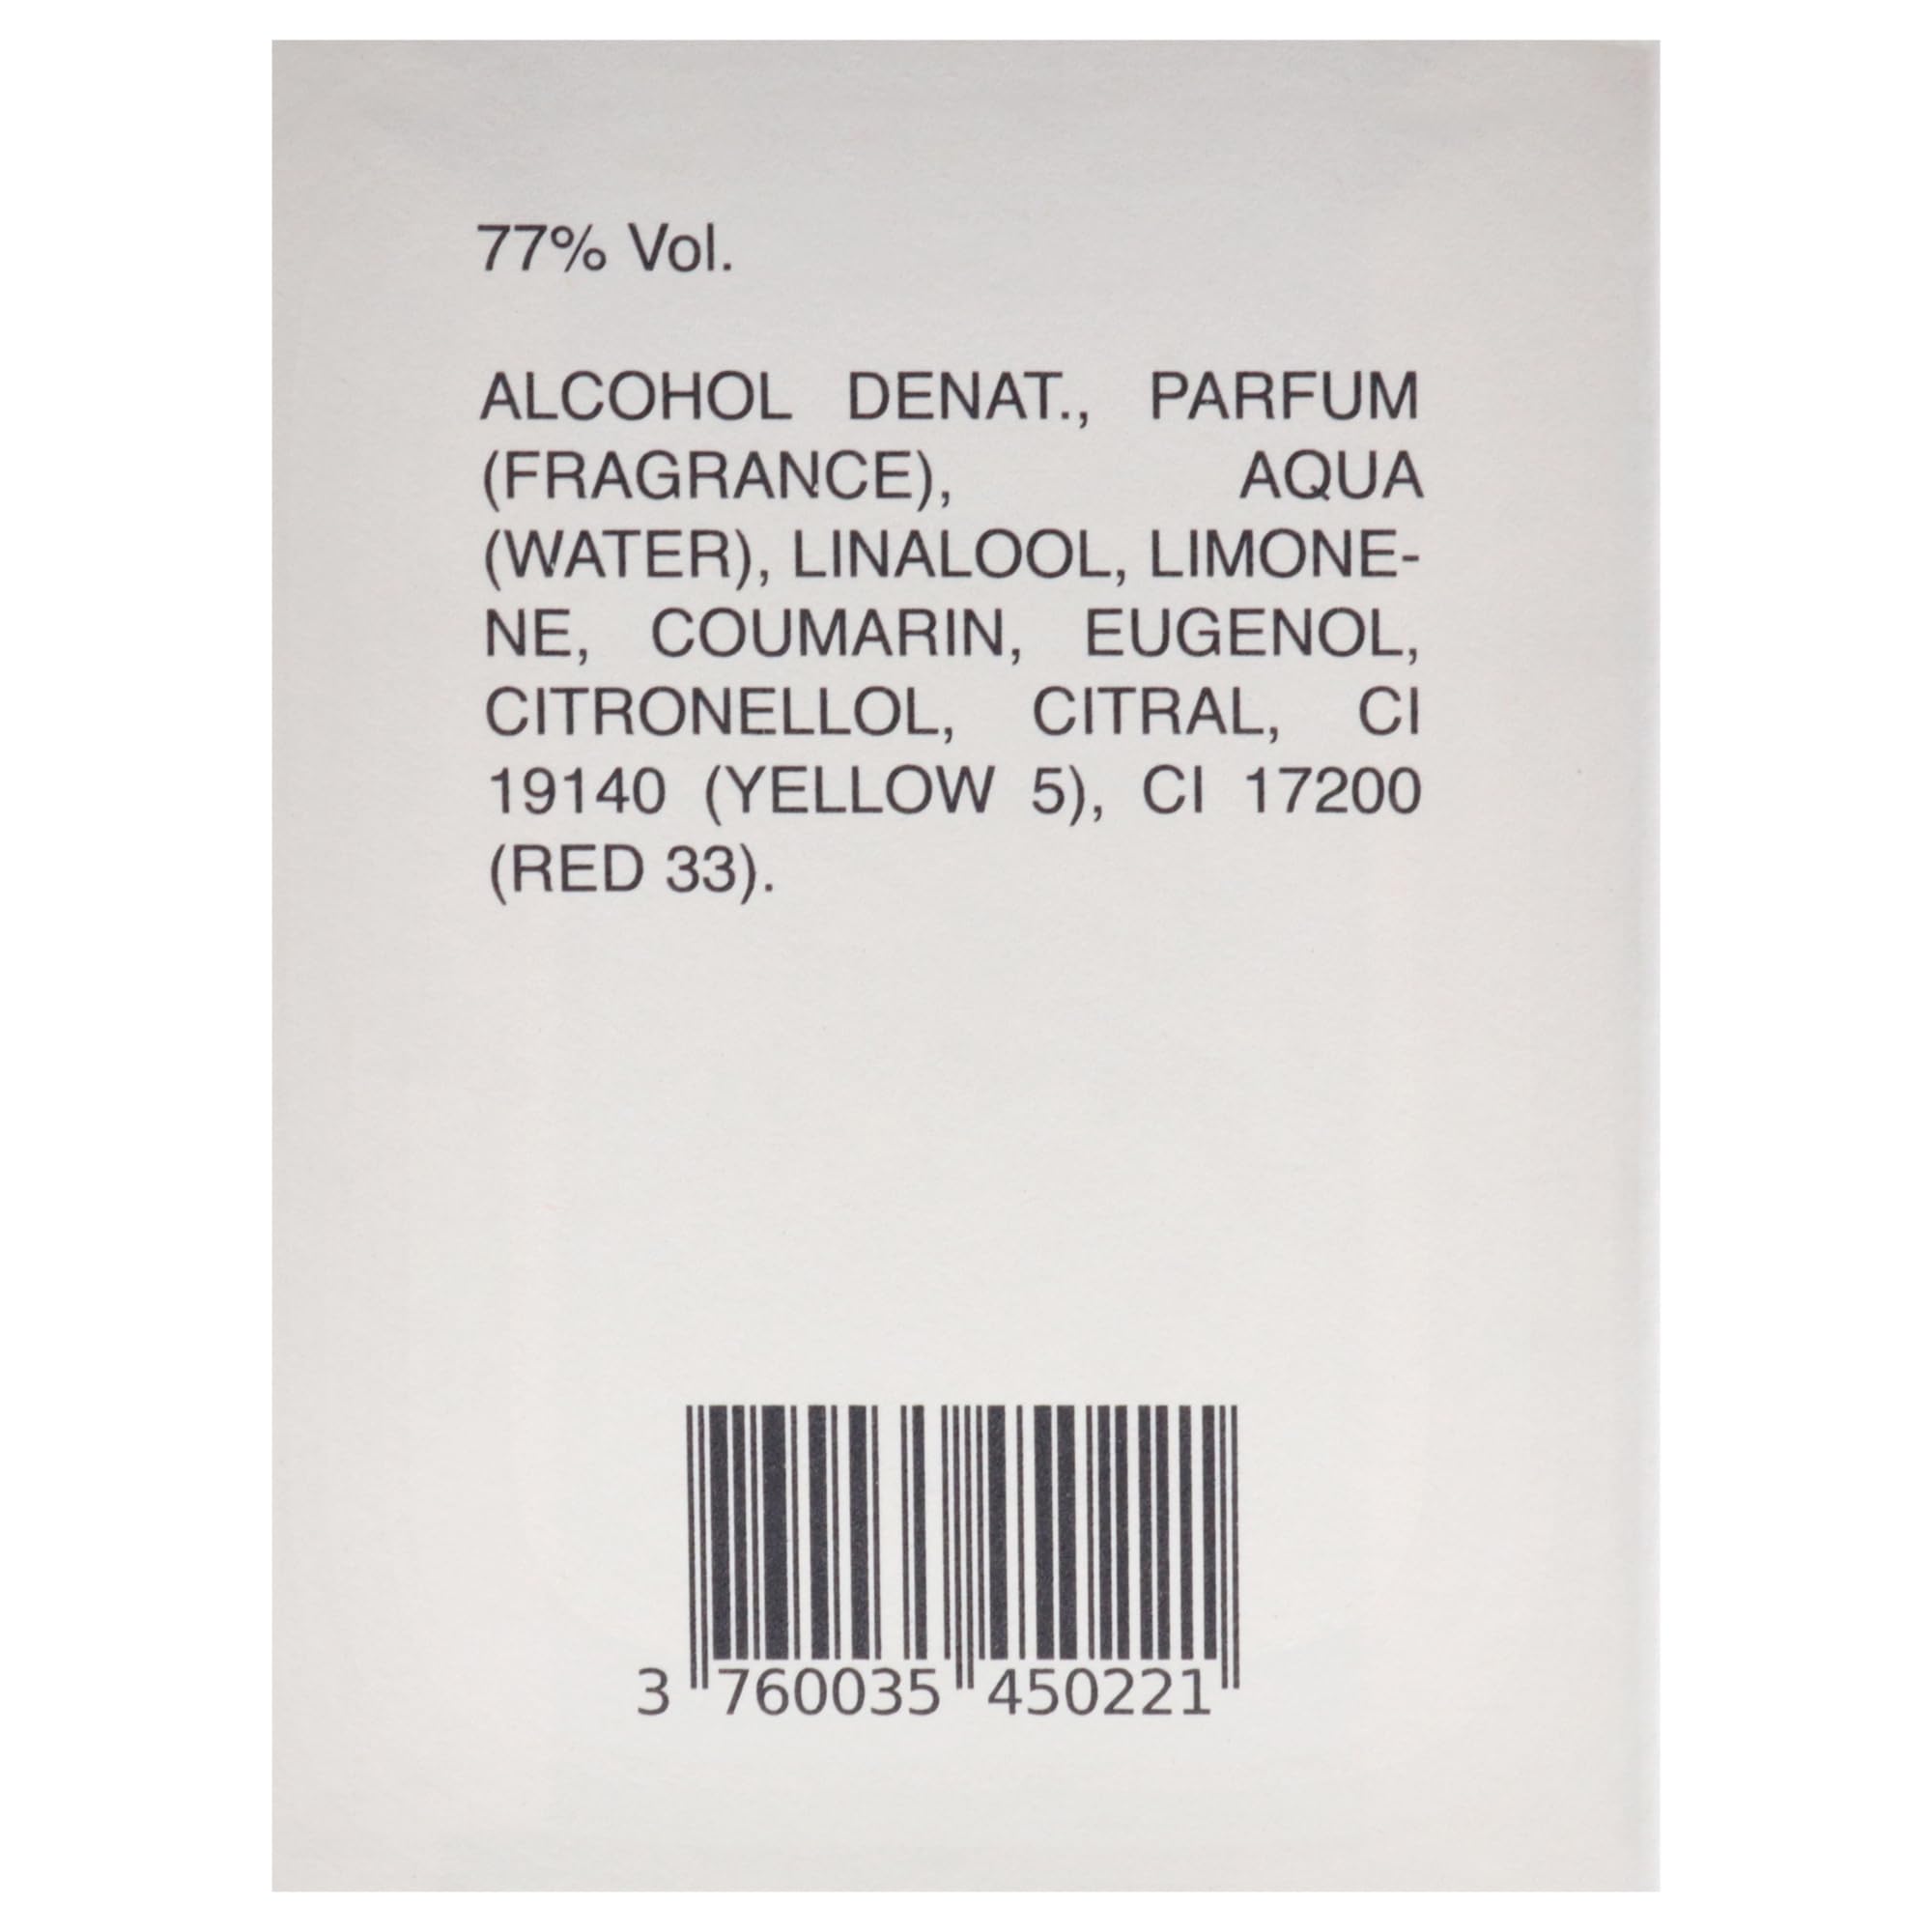 77% Vol.
ALCOHOL DENAT., PARFUM
(FRAGRANCE), AQUA
(WATER), LINALOOL, LIMONE-
NE, COUMARIN, EUGENOL,
CITRONELLOL, CITRAL, CI
19140 (YELLOW 5), CI 17200
(RED 33).
3 760035 450221